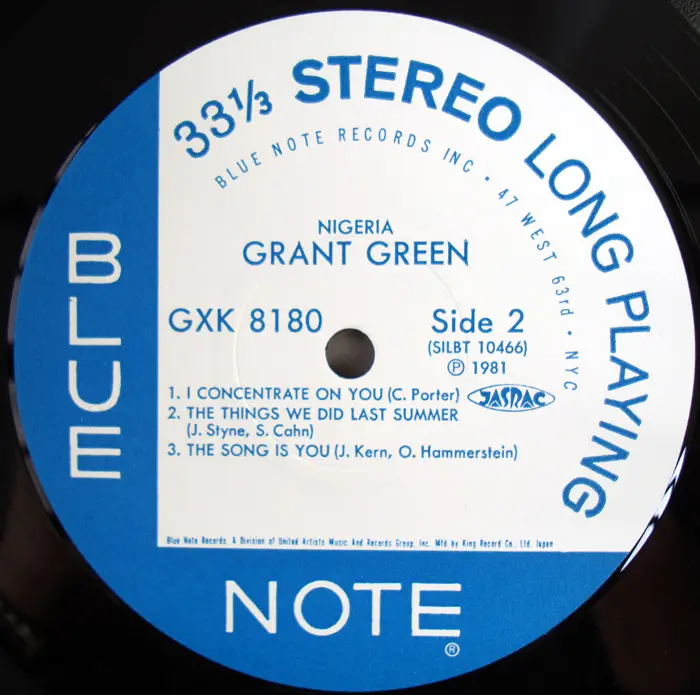 33⅓ STEREO LONG PLAYING
BLUE NOTE RECORDS INC • 47 WEST 63rd • NYC
NIGERIA
GRANT GREEN
GXK 8180
Side 2
(SILBT 10466)
℗ 1981
1. I CONCENTRATE ON YOU (C. Porter)
JASRAC
2. THE THINGS WE DID LAST SUMMER
(J. Styne, S. Cahn)
3. THE SONG IS YOU (J. Kern, O. Hammerstein)
Blue Note Records, A Division of United Artists Music And Records Group, Inc. Mfd by King Record Co., Ltd. Japan
BLUE
NOTE
®